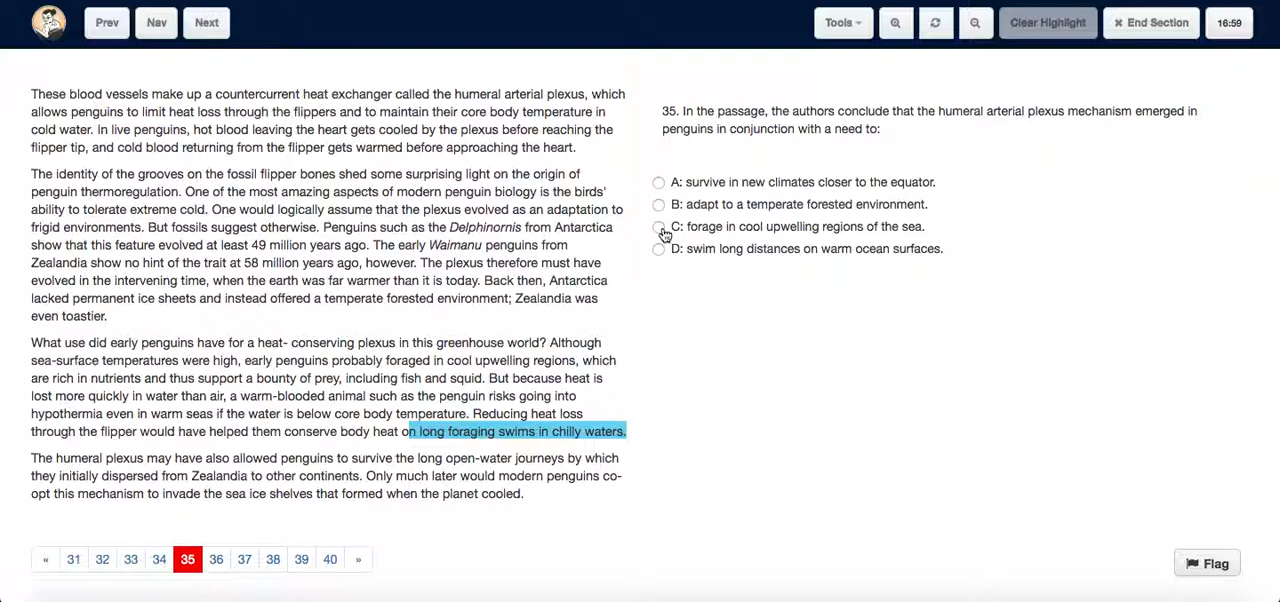 Prev Nav Next Tools Clear Highlight ✖ End Section 16:59
These blood vessels make up a countercurrent heat exchanger called the humeral arterial plexus, which
allows penguins to limit heat loss through the flippers and to maintain their core body temperature in
cold water. In live penguins, hot blood leaving the heart gets cooled by the plexus before reaching the
flipper tip, and cold blood returning from the flipper gets warmed before approaching the heart.
The identity of the grooves on the fossil flipper bones shed some surprising light on the origin of
penguin thermoregulation. One of the most amazing aspects of modern penguin biology is the birds'
ability to tolerate extreme cold. One would logically assume that the plexus evolved as an adaptation to
frigid environments. But fossils suggest otherwise. Penguins such as the Delphinornis from Antarctica
show that this feature evolved at least 49 million years ago. The early Waimanu penguins from
Zealandia show no hint of the trait at 58 million years ago, however. The plexus therefore must have
evolved in the intervening time, when the earth was far warmer than it is today. Back then, Antarctica
lacked permanent ice sheets and instead offered a temperate forested environment; Zealandia was
even toastier.
What use did early penguins have for a heat- conserving plexus in this greenhouse world? Although
sea-surface temperatures were high, early penguins probably foraged in cool upwelling regions, which
are rich in nutrients and thus support a bounty of prey, including fish and squid. But because heat is
lost more quickly in water than air, a warm-blooded animal such as the penguin risks going into
hypothermia even in warm seas if the water is below core body temperature. Reducing heat loss
through the flipper would have helped them conserve body heat on long foraging swims in chilly waters.
The humeral plexus may have also allowed penguins to survive the long open-water journeys by which
they initially dispersed from Zealandia to other continents. Only much later would modern penguins co-
opt this mechanism to invade the sea ice shelves that formed when the planet cooled.
35. In the passage, the authors conclude that the humeral arterial plexus mechanism emerged in
penguins in conjunction with a need to:
A: survive in new climates closer to the equator.
B: adapt to a temperate forested environment.
C: forage in cool upwelling regions of the sea.
D: swim long distances on warm ocean surfaces.
« 31 32 33 34 35 36 37 38 39 40 »
Flag